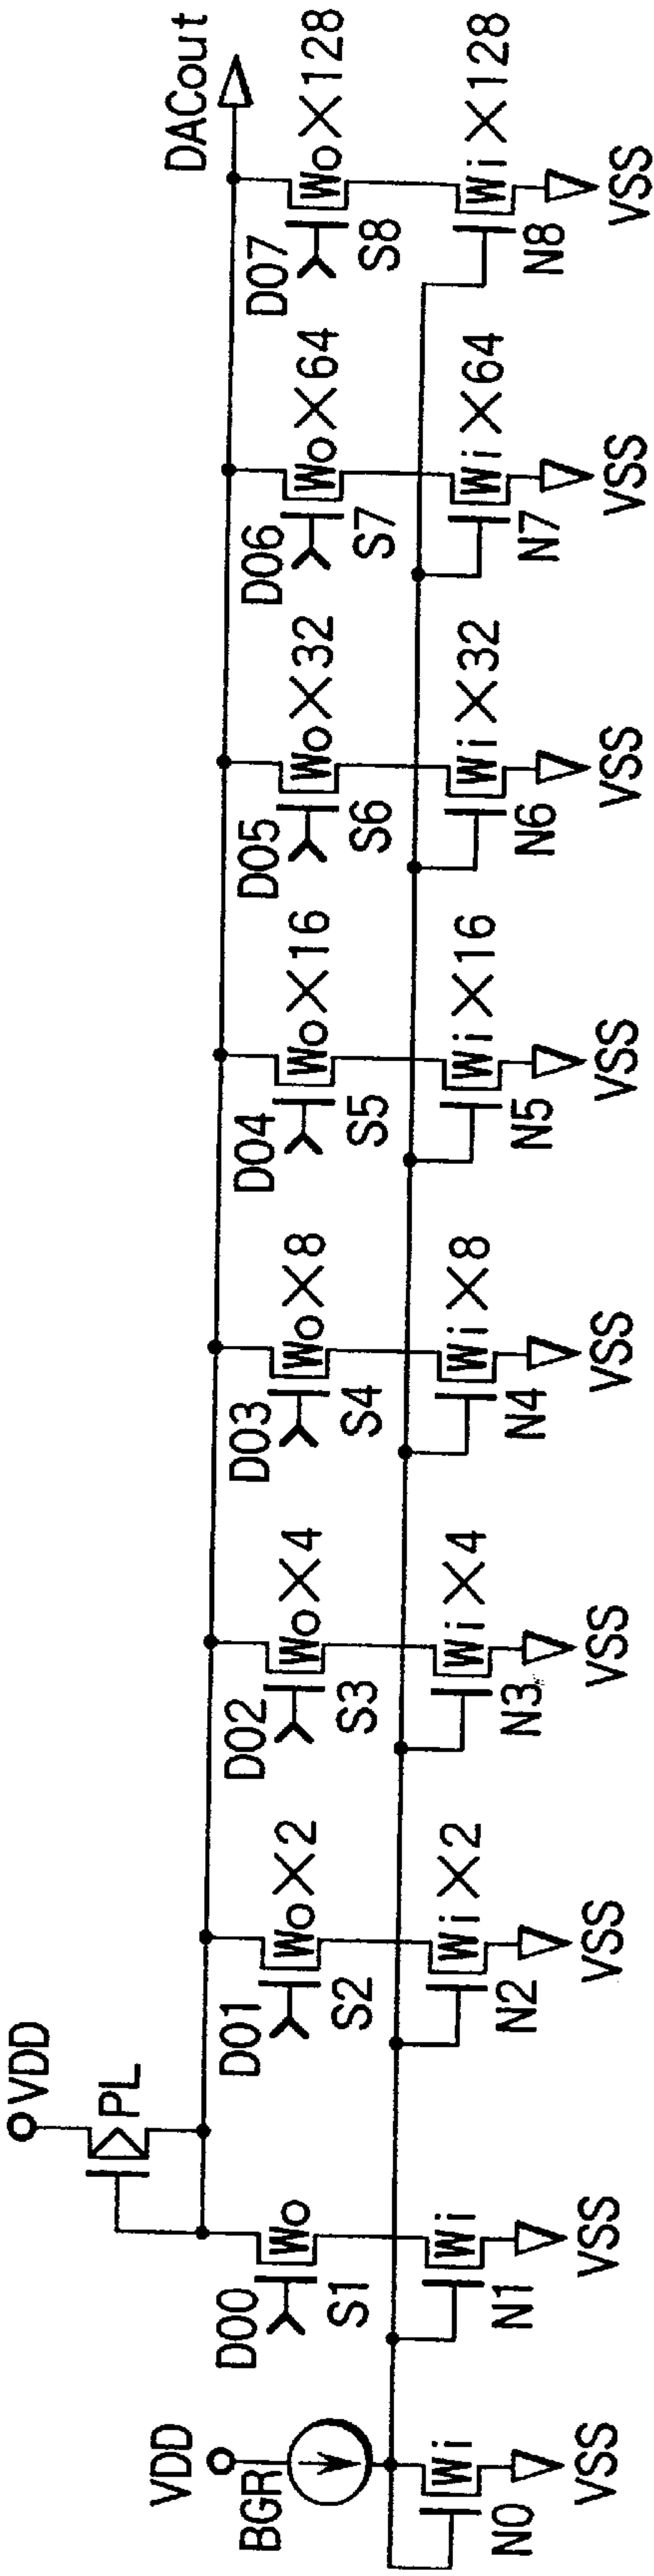 VDD
BGR
N0
Wi
VSS
VDD
PL
D00
Wo
S1
Wi
N1
VSS
D01
Wo×2
S2
Wi×2
N2
VSS
D02
Wo×4
S3
Wi×4
N3
VSS
D03
Wo×8
S4
Wi×8
N4
VSS
D04
Wo×16
S5
Wi×16
N5
VSS
D05
Wo×32
S6
Wi×32
N6
VSS
D06
Wo×64
S7
Wi×64
N7
VSS
DACout
D07
Wo×128
S8
Wi×128
N8
VSS